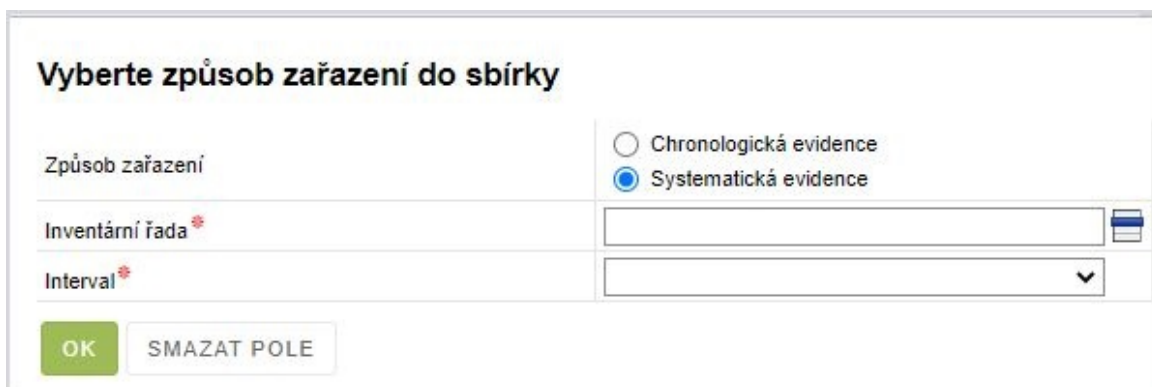 Vyberte způsob zařazení do sbírky
Způsob zařazení
Chronologická evidence
Systematická evidence
Inventární řada*
Interval*
OK SMAZAT POLE